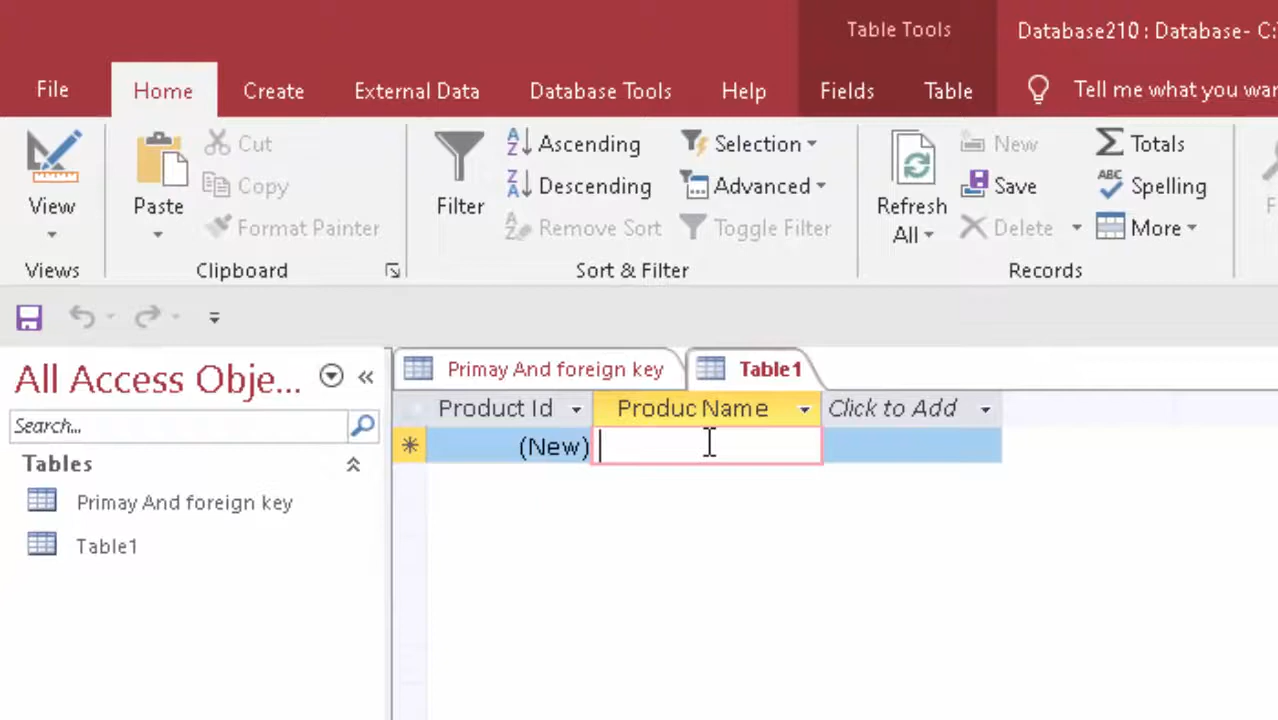 Table Tools
Database210 : Database- C:
File
Home
Create
External Data
Database Tools
Help
Fields
Table
Tell me what you
View
Views
Paste
Cut
Copy
Format Painter
Clipboard
Filter
Ascending
Descending
Remove Sort
Selection
Advanced
Toggle Filter
Sort & Filter
Refresh
All
New
Save
Delete
Totals
Spelling
More
Records
All Access Obje...
Search...
Tables
Primay And foreign key
Table1
Primay And foreign key
Table1
Product Id
Produc Name
Click to Add
(New)